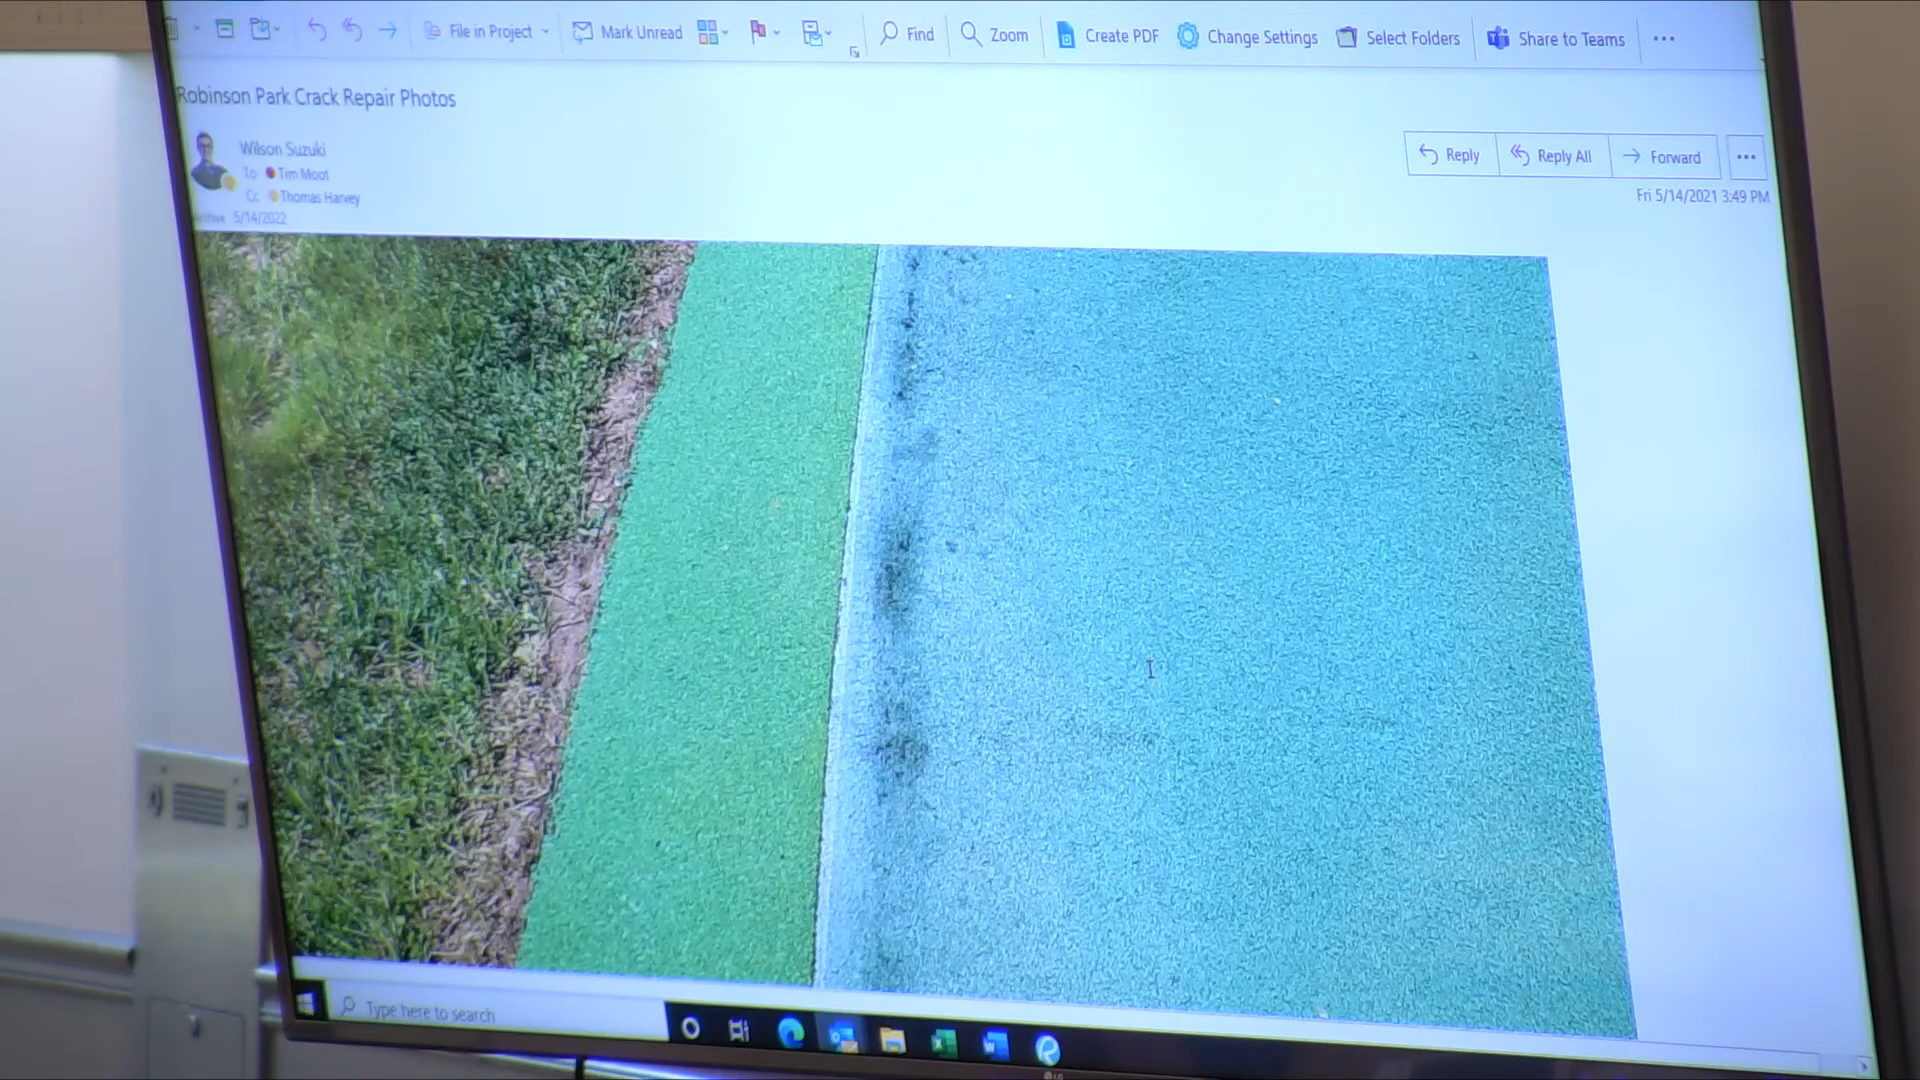 File in Project Mark Unread Find Zoom Create PDF Change Settings Select Folders Share to Teams
Robinson Park Crack Repair Photos
Wilson Suzuki
To Tim Moot
Cc Thomas Harvey
Archive 5/14/2022
Reply Reply All Forward
Fri 5/14/2021 3:49 PM
Type here to search
LG